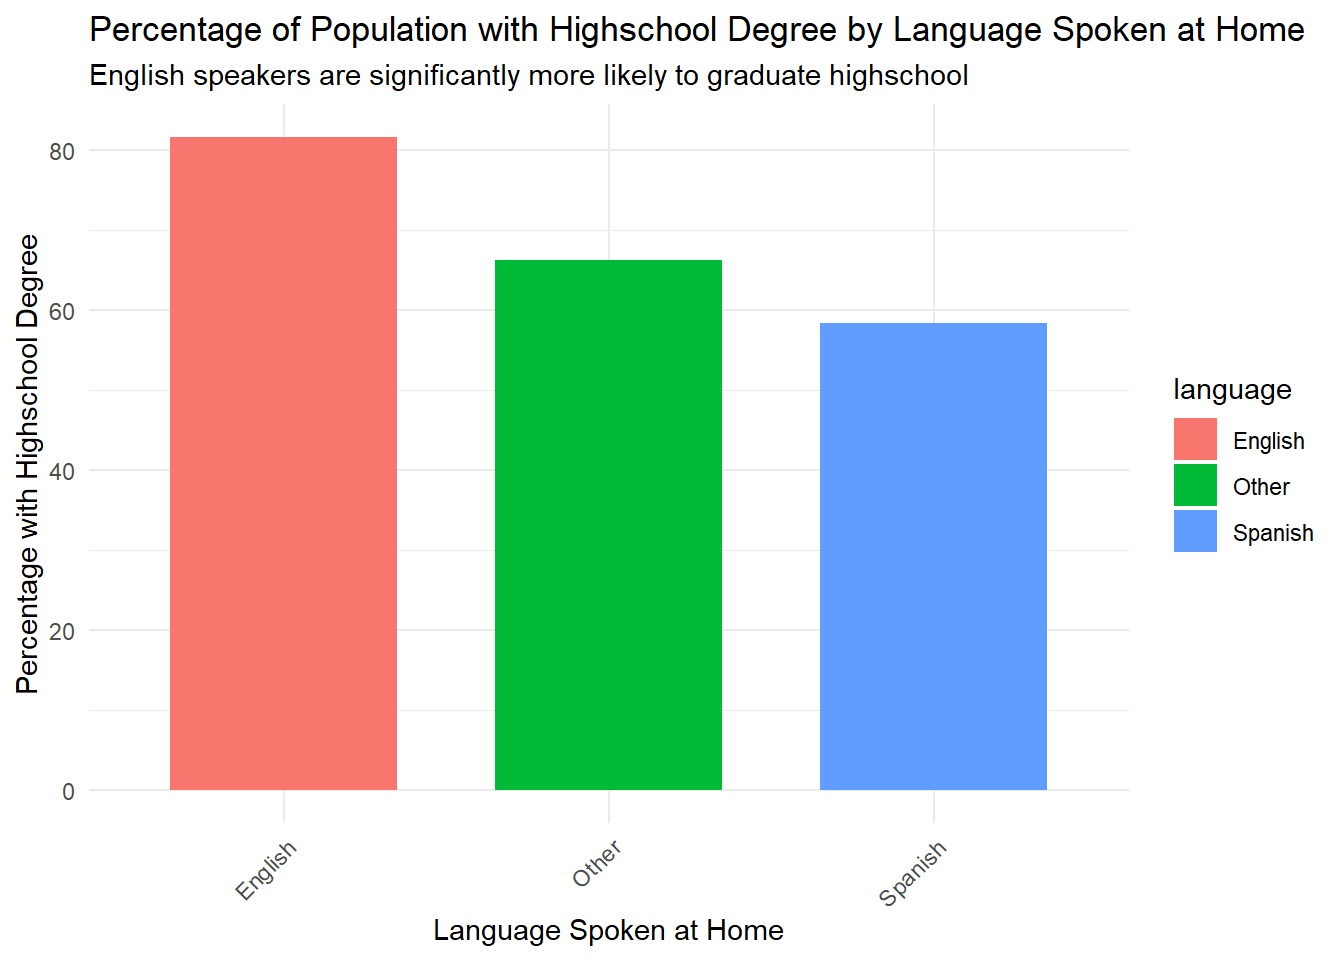 Percentage of Population with Highschool Degree by Language Spoken at Home
English speakers are significantly more likely to graduate highschool
Percentage with Highschool Degree
80
60
40
20
0
English
Other
Spanish
Language Spoken at Home
language
English
Other
Spanish